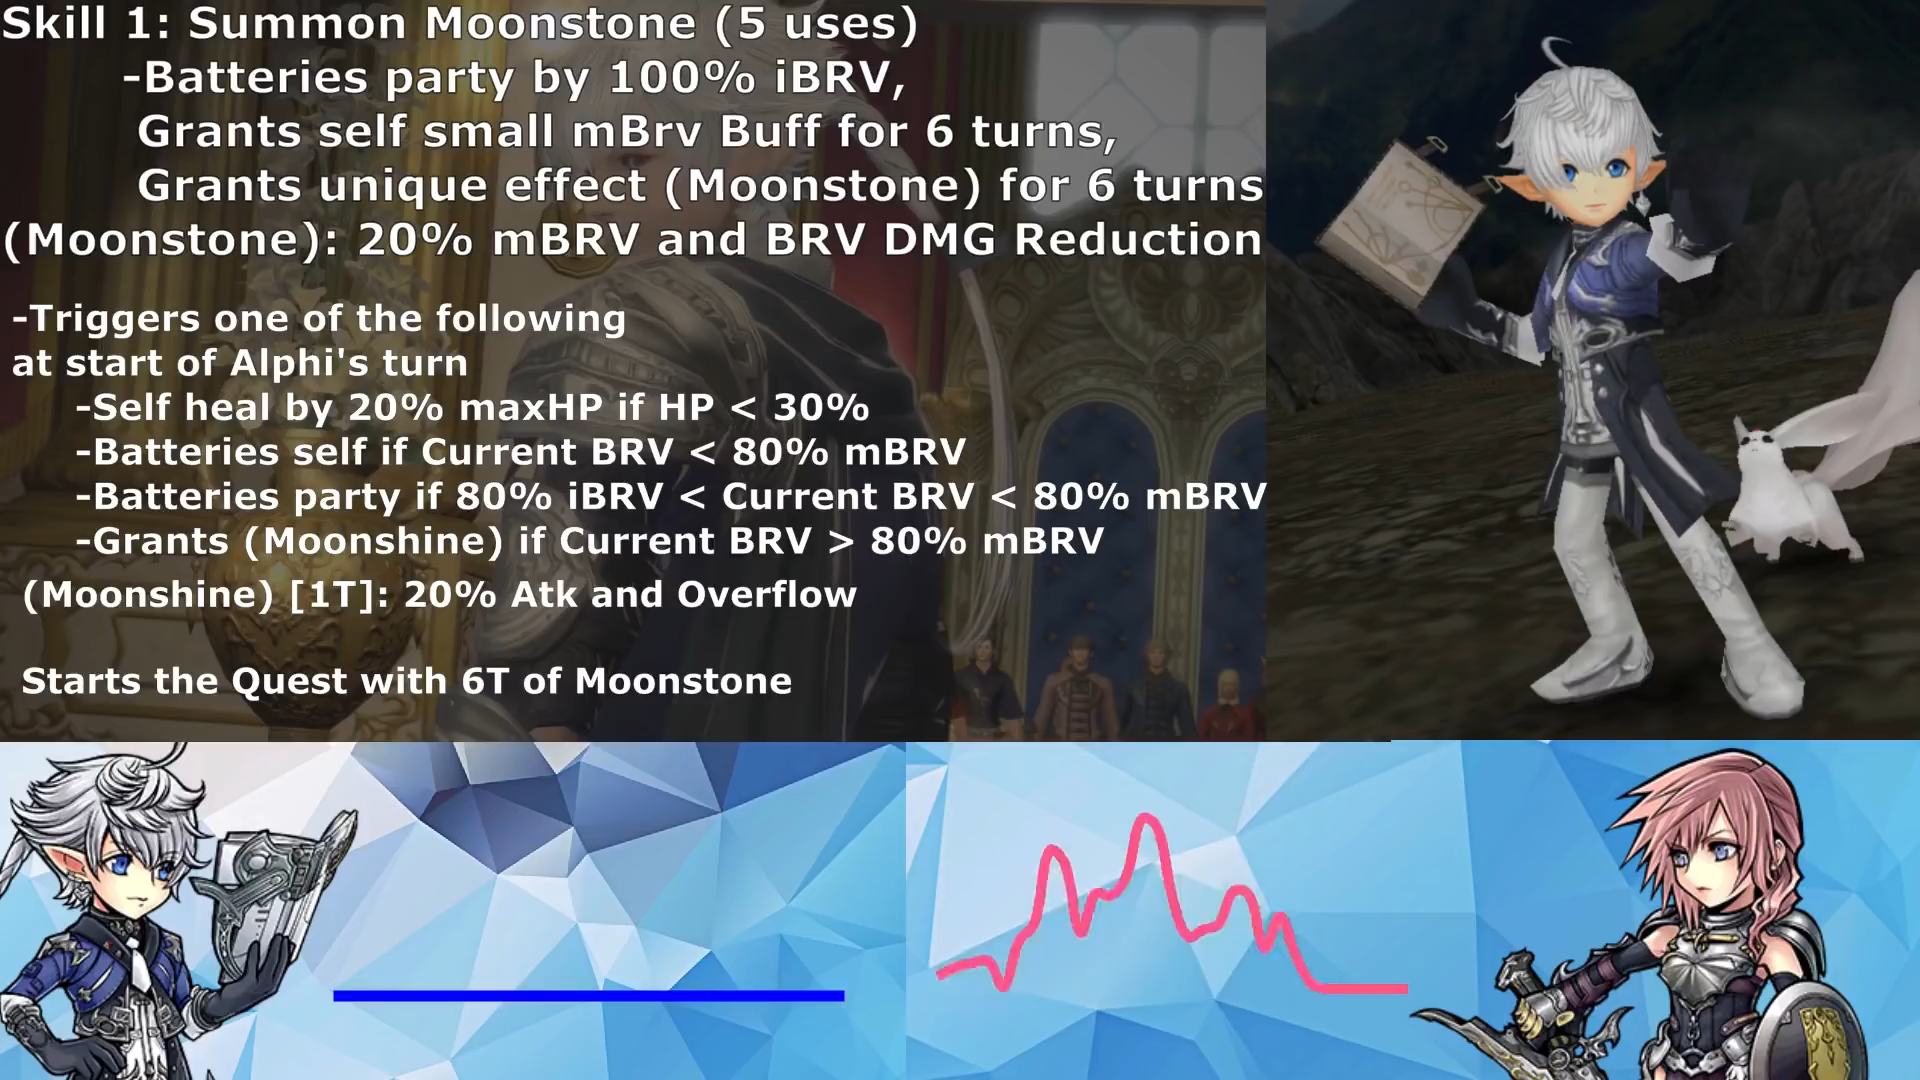 Skill 1: Summon Moonstone (5 uses)
-Batteries party by 100% iBRV,
Grants self small mBrv Buff for 6 turns,
Grants unique effect (Moonstone) for 6 turns
(Moonstone): 20% mBRV and BRV DMG Reduction
-Triggers one of the following
at start of Alphi's turn
-Self heal by 20% maxHP if HP < 30%
-Batteries self if Current BRV < 80% mBRV
-Batteries party if 80% iBRV < Current BRV < 80% mBRV
-Grants (Moonshine) if Current BRV > 80% mBRV
(Moonshine) [1T]: 20% Atk and Overflow
Starts the Quest with 6T of Moonstone